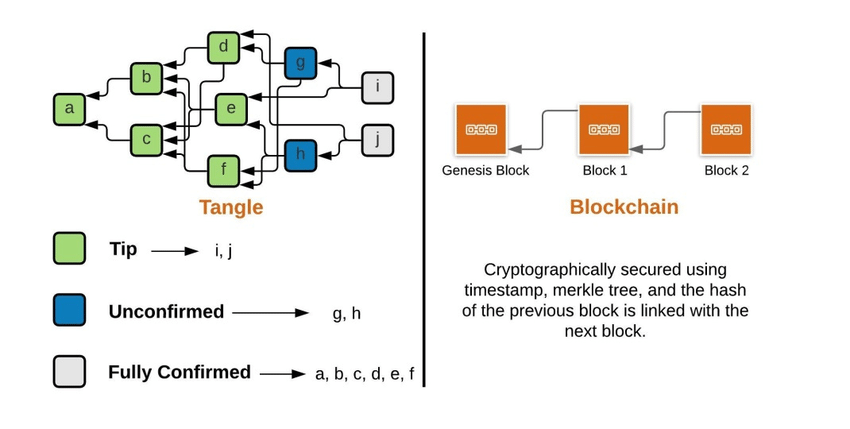 d
g
b
i
a
e
c
j
h
f
Tangle
Tip
i, j
Unconfirmed
g, h
Fully Confirmed
a, b, c, d, e, f
Genesis Block
Block 1
Block 2
Blockchain
Cryptographically secured using
timestamp, merkle tree, and the hash
of the previous block is linked with the
next block.